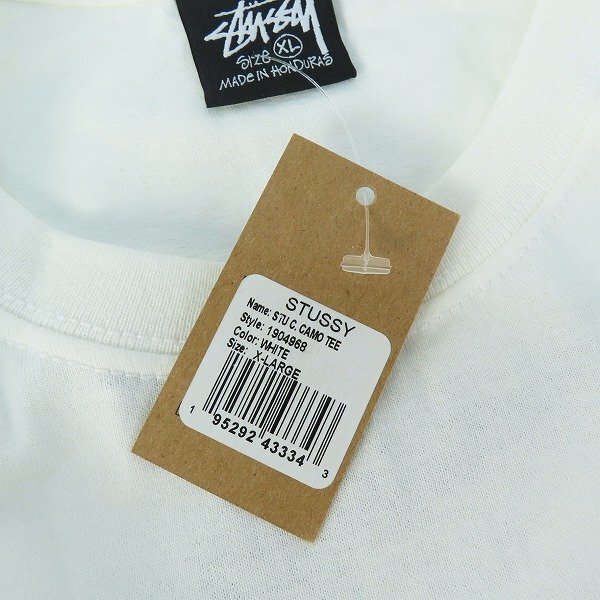 STÜSSY
SIZE XL
MADE IN HONDURAS
STUSSY
Name: STU C. CAMO TEE
Style: 1904968
Color: WHITE
Size: X-LARGE
1 95292 43334 3